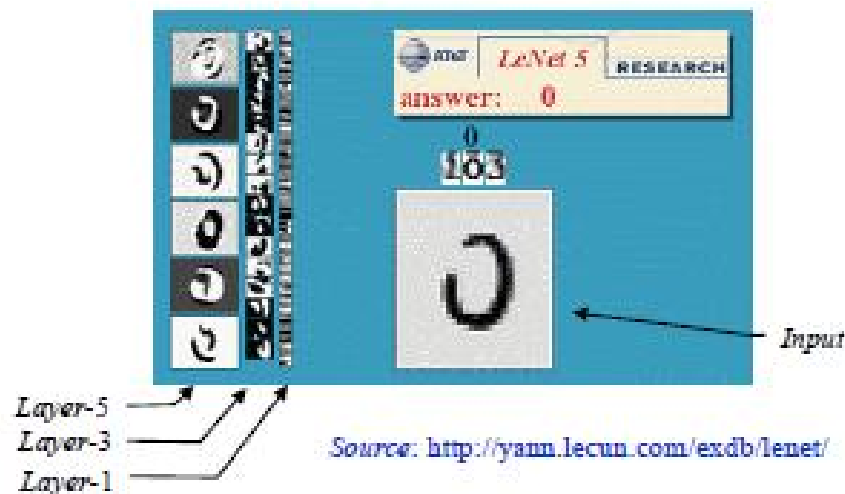 AT&T LeNet 5 RESEARCH
answer: 0
0
103
Input
Layer-5
Layer-3
Layer-1
Source: http://yann.lecun.com/exdb/lenet/